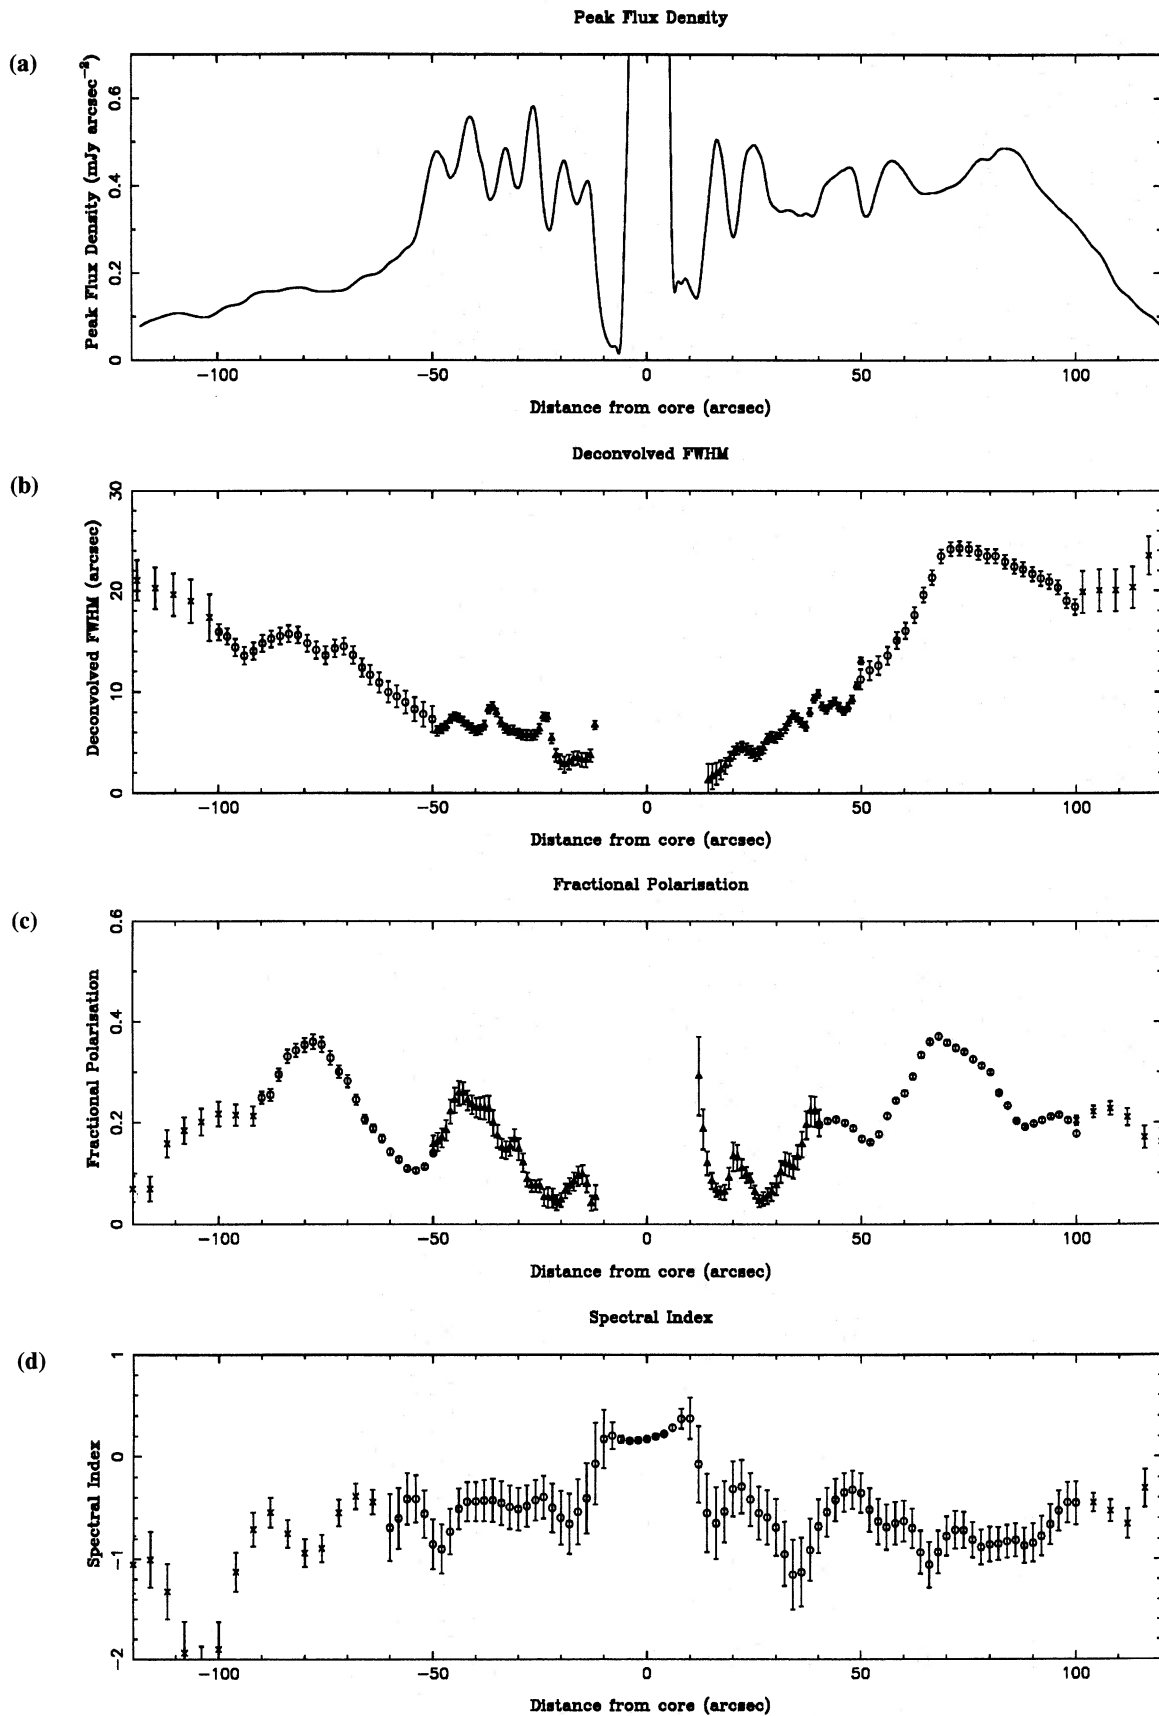 Peak Flux Density
(a)
Peak Flux Density (mJy arcsec⁻²)
0.6
0.4
0.2
0
−100 −50 0 50 100
Distance from core (arcsec)
Deconvolved FWHM
(b)
Deconvolved FWHM (arcsec)
30
20
10
0
−100 −50 0 50 100
Distance from core (arcsec)
Fractional Polarisation
(c)
Fractional Polarisation
0.6
0.4
0.2
0
−100 −50 0 50 100
Distance from core (arcsec)
Spectral Index
(d)
Spectral Index
1
0
−1
−2
−100 −50 0 50 100
Distance from core (arcsec)